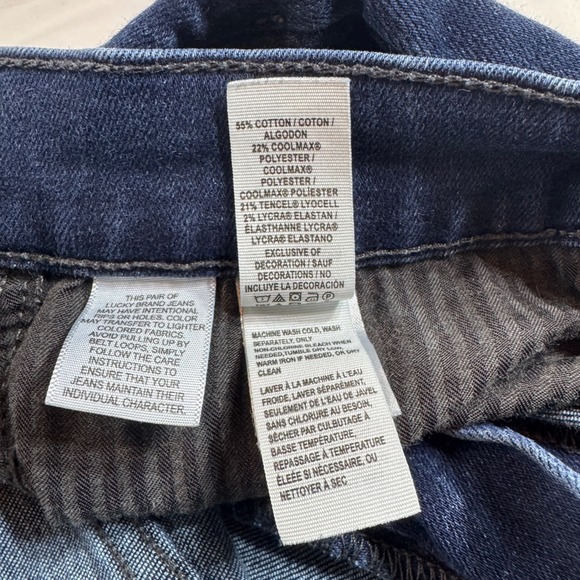 55% COTTON / COTON /
ALGODON
22% COOLMAX®
POLYESTER /
COOLMAX®
POLYESTER /
COOLMAX® POLÍESTER
21% TENCEL® LYOCELL
2% LYCRA® ELASTAN /
ÉLASTHANNE LYCRA® /
LYCRA® ELASTANO
EXCLUSIVE OF
DECORATION / SAUF
DECORATIONS / NO
INCLUYE LA DECORACIÓN
THIS PAIR OF
LUCKY BRAND JEANS
MAY HAVE INTENTIONAL
RIPS OR HOLES. COLOR
MAY TRANSFER TO LIGHTER
COLORED FABRICS.
AVOID PULLING UP BY
BELT LOOPS. SIMPLY
FOLLOW THE CARE
INSTRUCTIONS TO
ENSURE THAT YOUR
JEANS MAINTAIN THEIR
INDIVIDUAL CHARACTER.
MACHINE WASH COLD, WASH
SEPARATELY, ONLY
NON-CHLORINE BLEACH WHEN
NEEDED,TUMBLE DRY LOW,
WARM IRON IF NEEDED, OR DRY
CLEAN
LAVER À LA MACHINE À L'EAU
FROIDE, LAVER SÉPARÉMENT,
SEULEMENT DE L'EAU DE JAVEL
SANS CHLORURE AU BESOIN,
SÉCHER PAR CULBUTAGE À
BASSE TEMPÉRATURE,
REPASSAGE À TEMPÉRATURE
ÉLEÉE SI NÉCESSAIRE, OU
NETTOYER À SEC